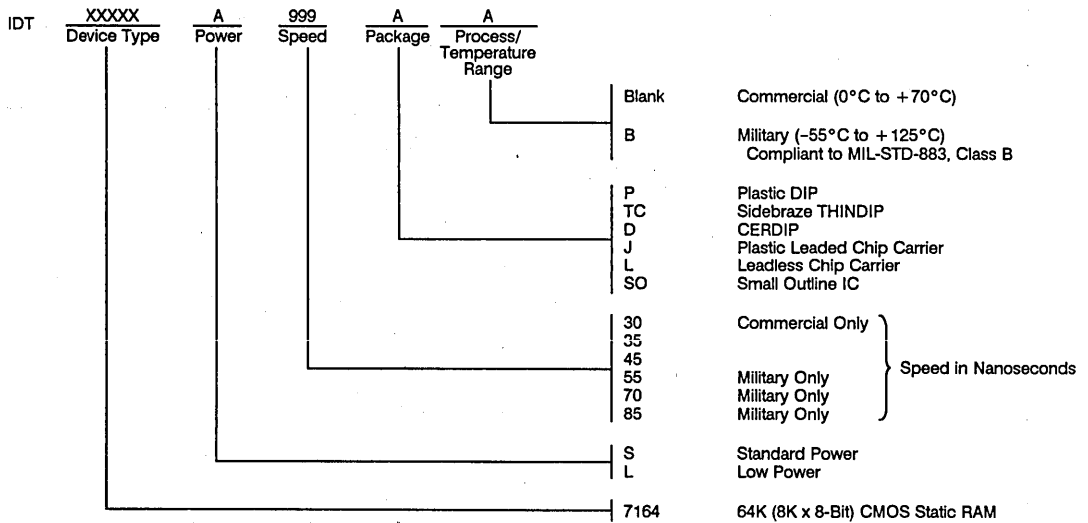 IDT XXXXX A 999 A A
Device Type Power Speed Package Process/
Temperature
Range
Blank Commercial (0°C to +70°C)
B Military (–55°C to +125°C)
Compliant to MIL-STD-883, Class B
P Plastic DIP
TC Sidebraze THINDIP
D CERDIP
J Plastic Leaded Chip Carrier
L Leadless Chip Carrier
SO Small Outline IC
30 Commercial Only
35
45
Speed in Nanoseconds
55 Military Only
70 Military Only
85 Military Only
S Standard Power
L Low Power
7164 64K (8K x 8-Bit) CMOS Static RAM